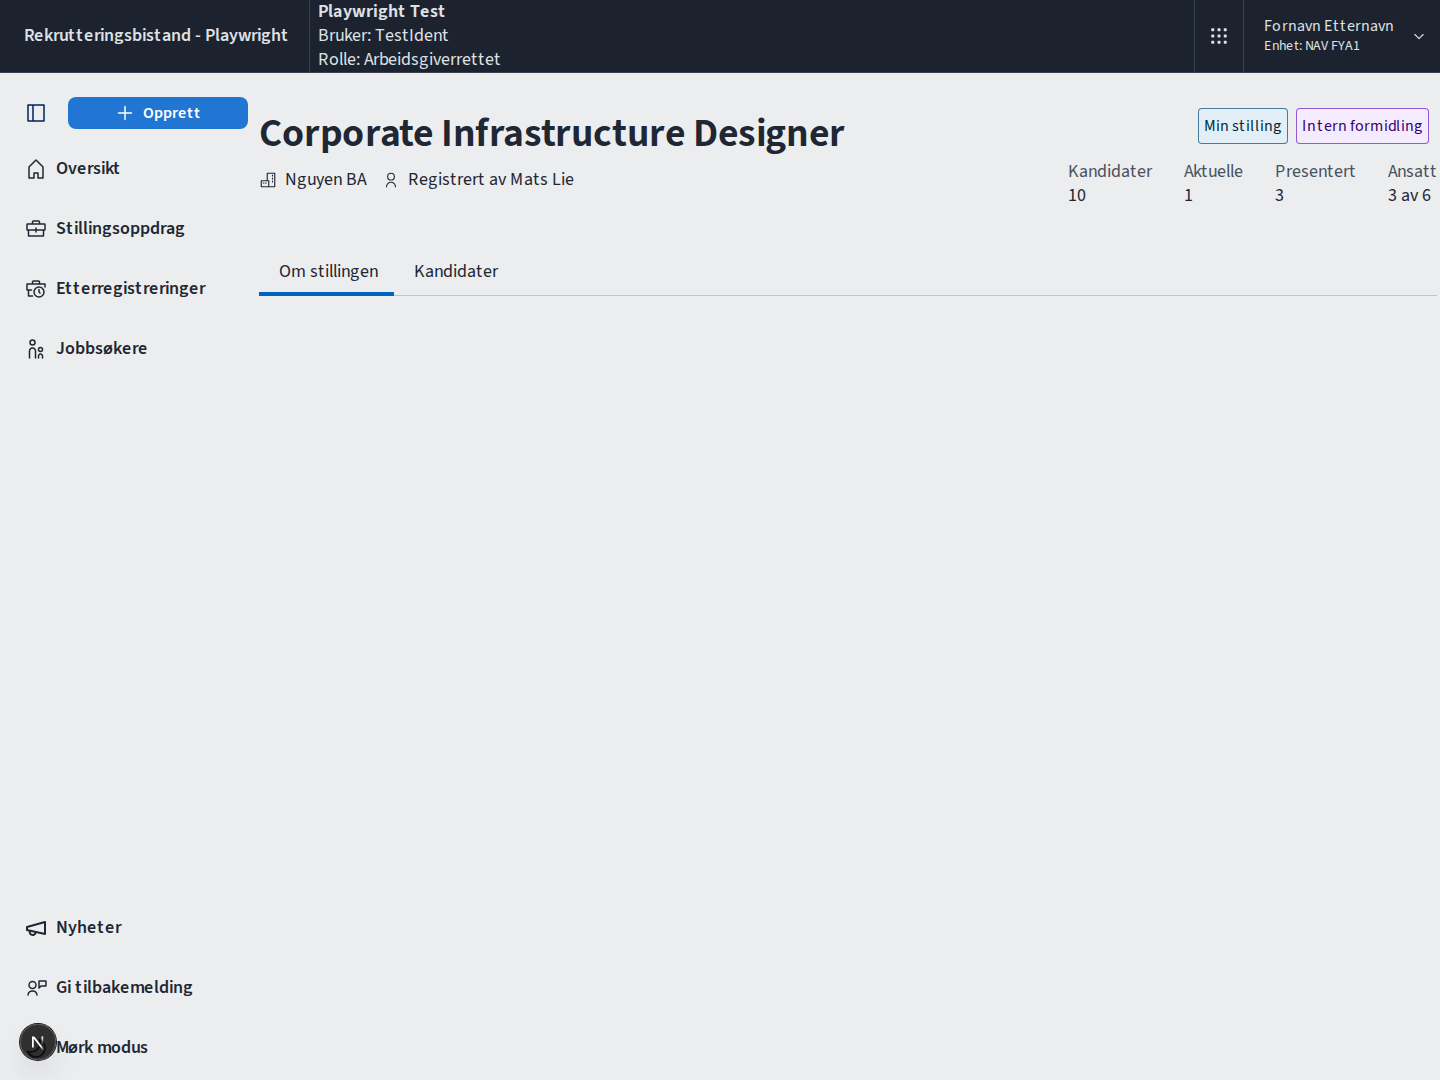 Rekrutteringsbistand - Playwright
Playwright Test
Bruker: TestIdent
Rolle: Arbeidsgiverrettet
Fornavn Etternavn
Enhet: NAV FYA1
Opprett
Oversikt
Stillingsoppdrag
Etterregistreringer
Jobbsøkere
Corporate Infrastructure Designer
Min stilling
Intern formidling
Nguyen BA
Registrert av Mats Lie
Kandidater Aktuelle Presentert Ansatt
10 1 3 3 av 6
Om stillingen
Kandidater
Nyheter
Gi tilbakemelding
N
Mørk modus